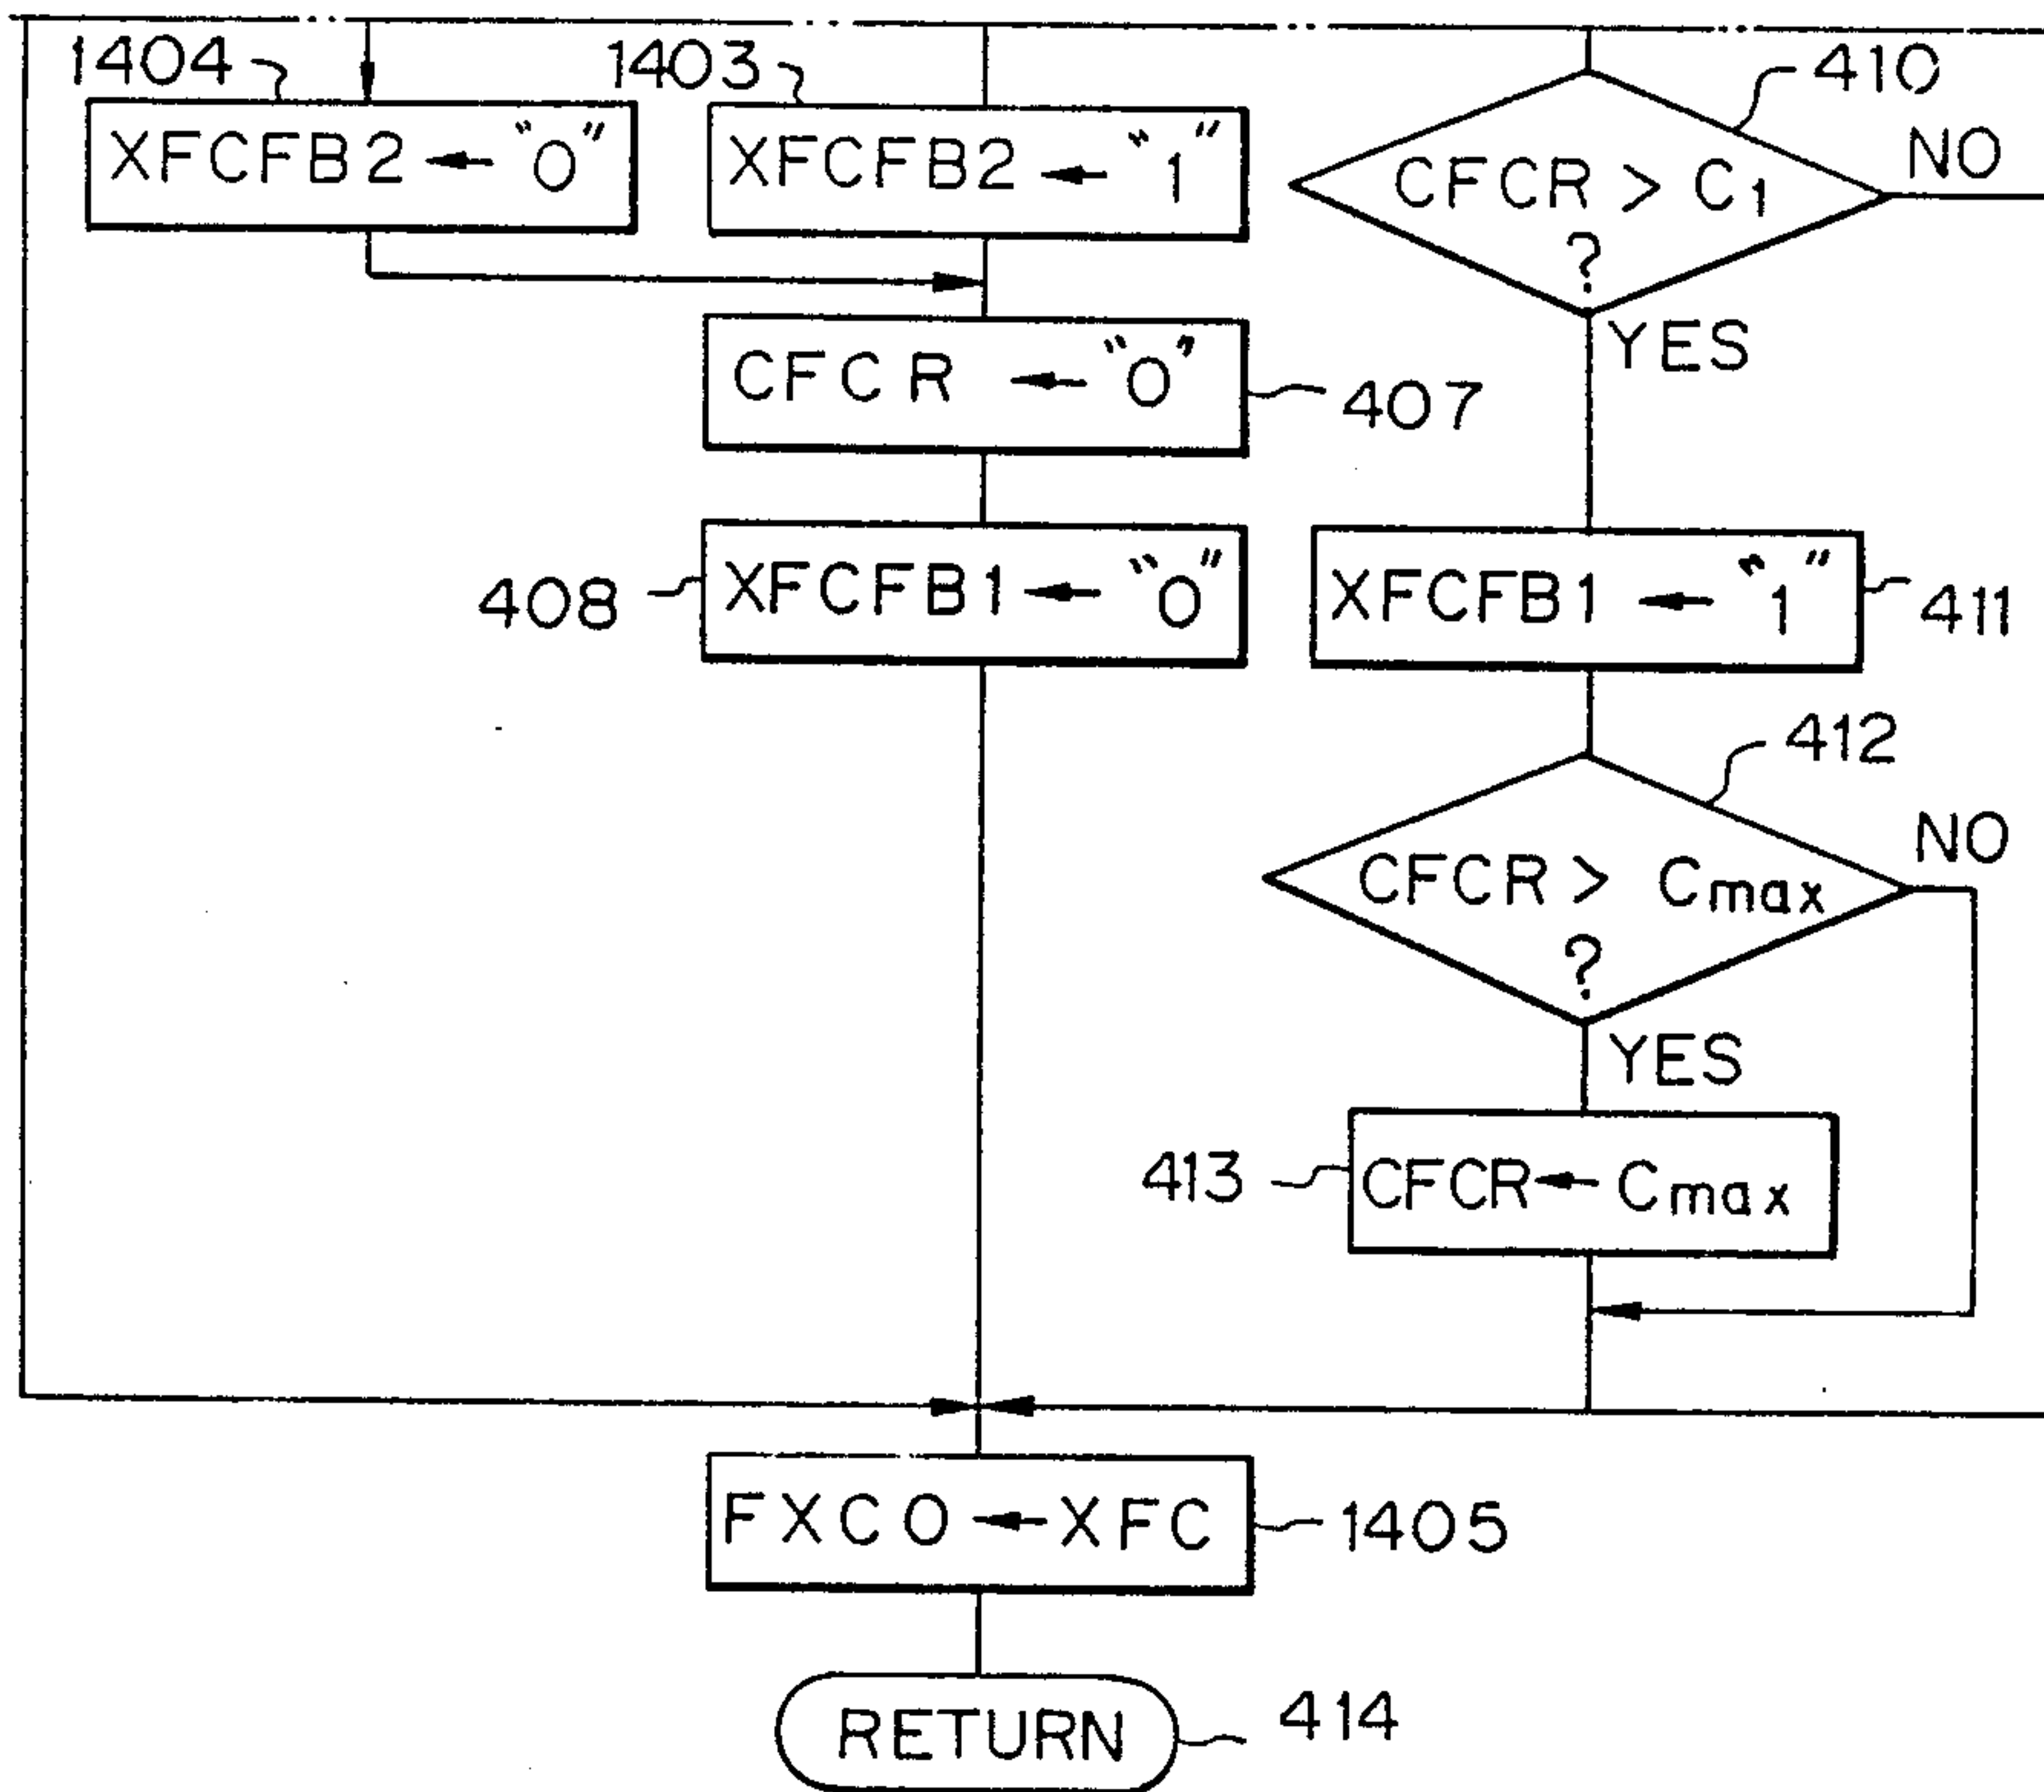 1404
XFCFB2 ← "0"
1403
XFCFB2 ← "1"
410
CFCR > C1
?
NO
YES
CFCR ← "0"
407
408
XFCFB1 ← "0"
XFCFB1 ← "1"
411
412
CFCR > Cmax
?
NO
YES
413
CFCR ← Cmax
FXCO ← XFC
1405
RETURN
414